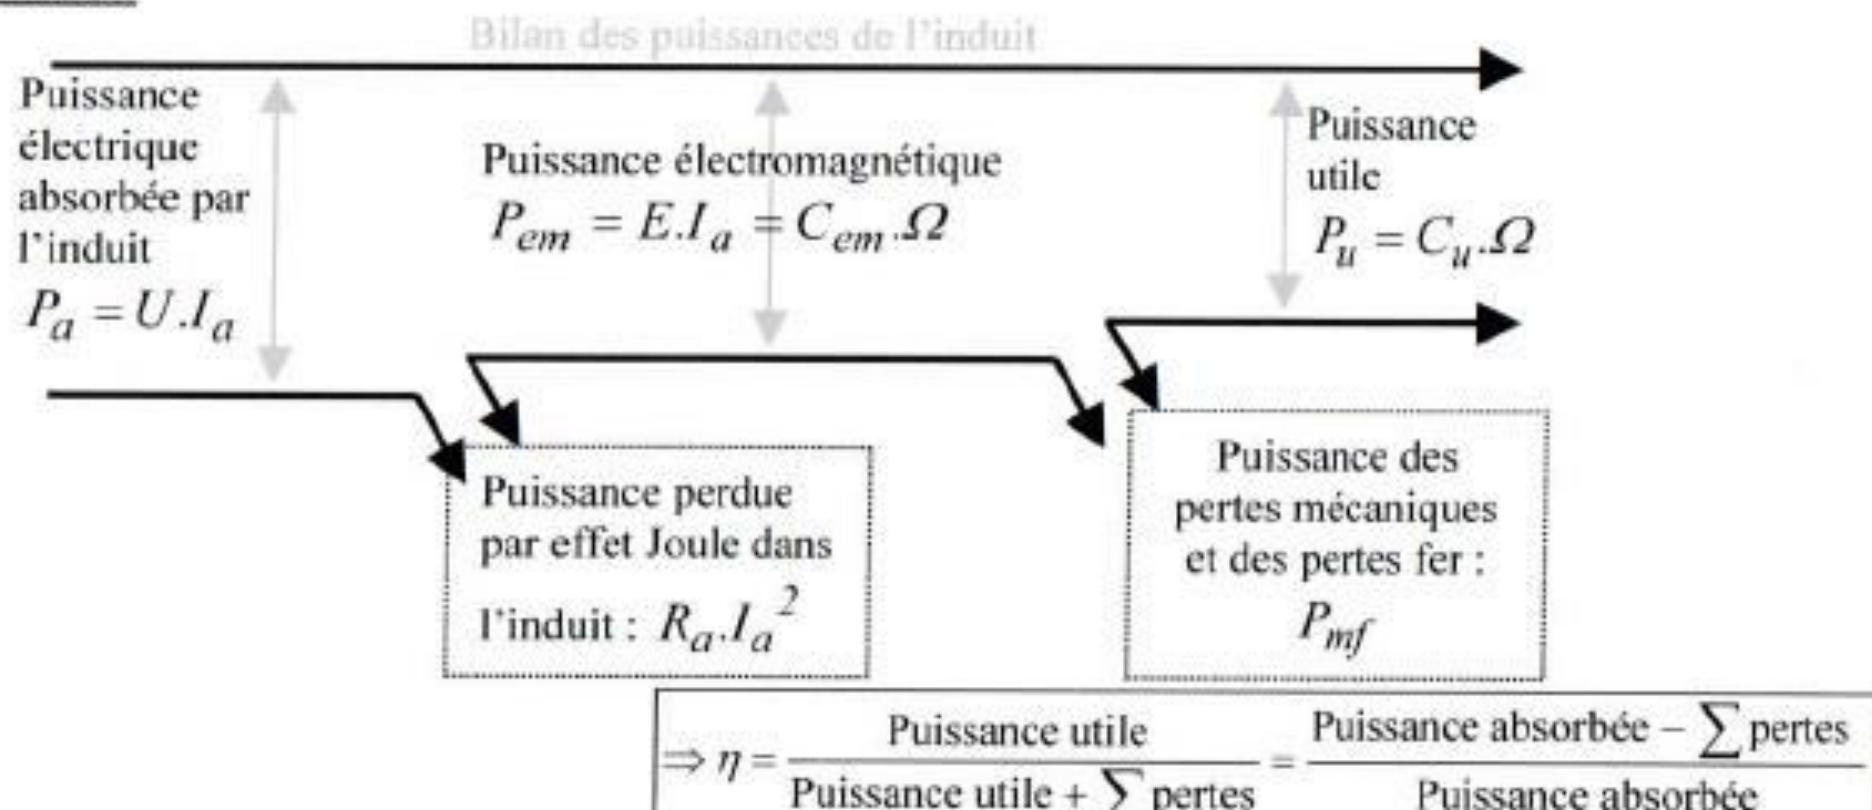 Bilan des puissances de l'induit
Puissance
électrique
absorbée par
l'induit
P_a = U.I_a
Puissance électromagnétique
P_em = E.I_a = C_em.Ω
Puissance
utile
P_u = C_u.Ω
Puissance perdue
par effet Joule dans
l'induit : R_a.I_a²
Puissance des
pertes mécaniques
et des pertes fer :
P_mf
⇒ η = Puissance utile / Puissance utile + ∑ pertes = Puissance absorbée − ∑ pertes / Puissance absorbée